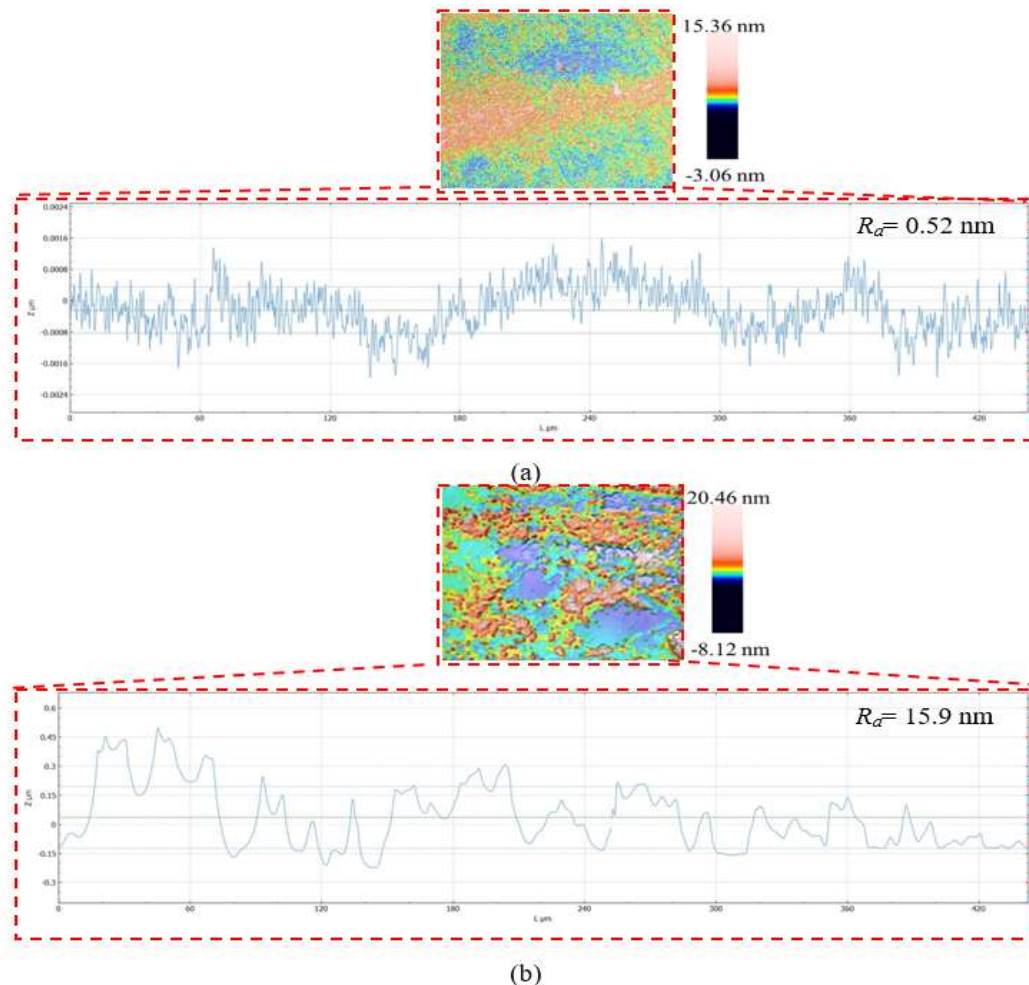 15.36 nm
-3.06 nm
Ra= 0.52 nm
0.0024
0.0016
0.0008
0
-0.0008
-0.0016
-0.0024
Z μm
0 60 120 180 240 300 360 420
L μm
(a)
20.46 nm
-8.12 nm
Ra= 15.9 nm
0.6
0.45
0.3
0.15
0
-0.15
-0.3
Z μm
0 60 120 180 240 300 360 420
L μm
(b)